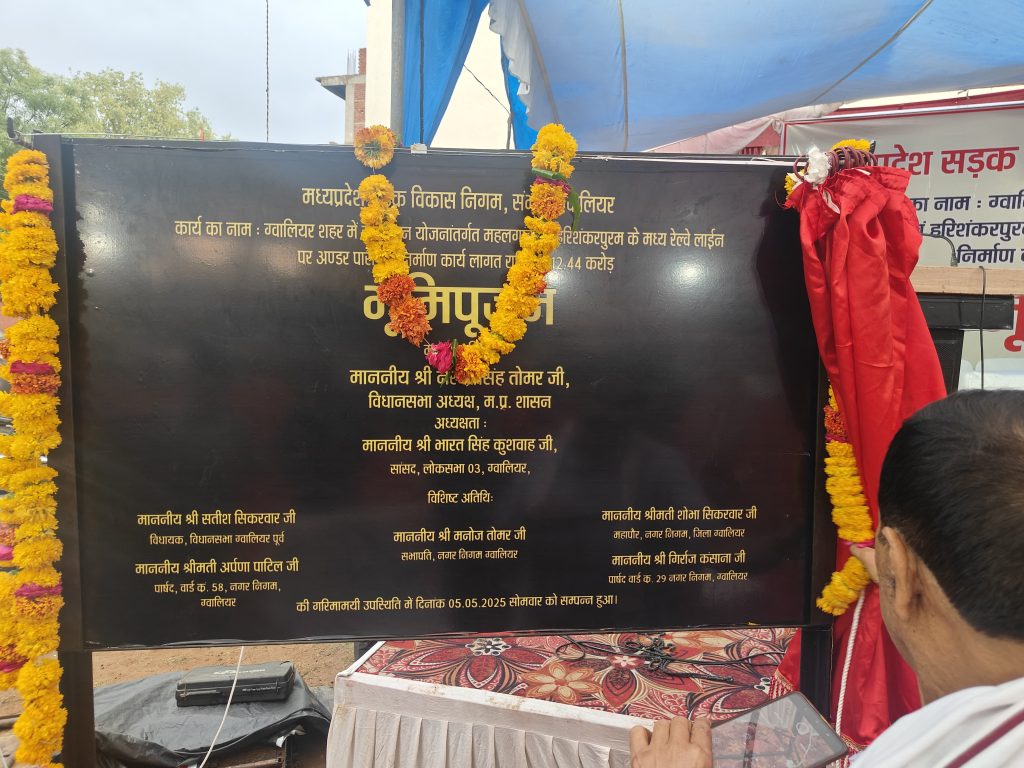 मध्यप्रदेश विकास निगम, ग्वालियर
कार्य का नाम : ग्वालियर शहर में योजनांतर्गत हरिशंकरपुरम के मध्य रेल्वे लाईन
पर अण्डर कार्य लागत 12.44 करोड़
भूमिपूजन
माननीय श्री सिंह तोमर जी,
विधानसभा अध्यक्ष, म.प्र. शासन
अध्यक्षता :
माननीय श्री भारत सिंह कुशवाह जी,
सांसद, लोकसभा 03, ग्वालियर,
विशिष्ट अतिथि:
माननीय श्री सतीश सिकरवार जी
विधायक, विधानसभा ग्वालियर पूर्व
माननीय श्रीमती अर्पणा पाटिल जी
पार्षद, वार्ड क्र. 58, नगर निगम,
ग्वालियर
माननीय श्री मनोज तोमर जी
सभापति, नगर निगम ग्वालियर
माननीय श्रीमती शोभा सिकरवार जी
महापौर, नगर निगम, जिला ग्वालियर
माननीय श्री गिर्राज कंसाना जी
पार्षद वार्ड क्र. 29 नगर निगम, ग्वालियर
की गरिमामयी उपस्थिति में दिनांक 05.05.2025 सोमवार को सम्पन्न हुआ।
प्रदेश सड़क
का नाम : ग्वा
हरिशंकरपुर
निर्माण